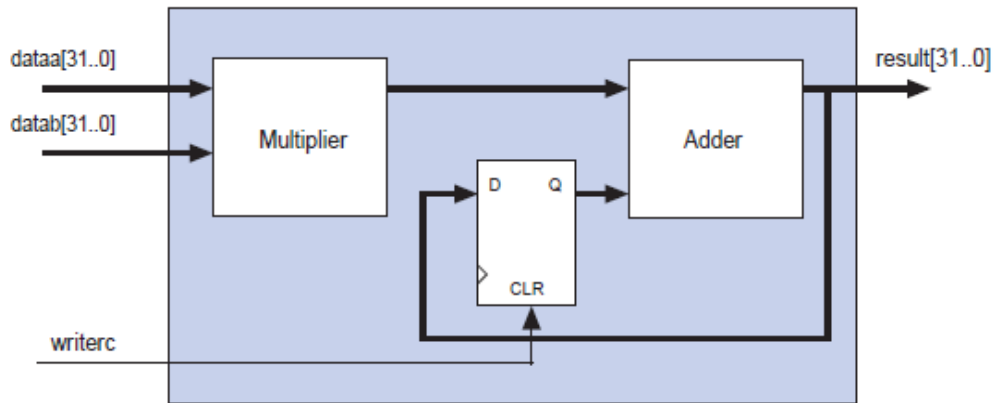 dataa[31..0]
result[31..0]
datab[31..0]
Multiplier
Adder
D
Q
CLR
writerc